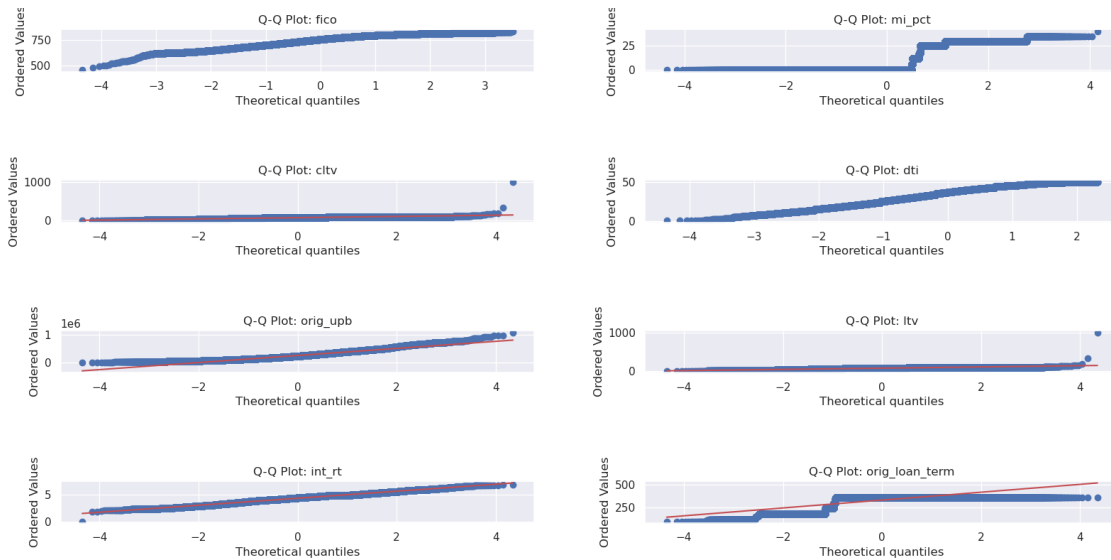 Q-Q Plot: fico
Ordered Values
750
500
−4 −3 −2 −1 0 1 2 3
Theoretical quantiles
Q-Q Plot: mi_pct
Ordered Values
25
0
−4 −2 0 2 4
Theoretical quantiles
Q-Q Plot: cltv
Ordered Values
1000
0
−4 −2 0 2 4
Theoretical quantiles
Q-Q Plot: dti
Ordered Values
50
25
0
−4 −3 −2 −1 0 1 2
Theoretical quantiles
1e6
Q-Q Plot: orig_upb
Ordered Values
1
0
−4 −2 0 2 4
Theoretical quantiles
Q-Q Plot: ltv
Ordered Values
1000
0
−4 −2 0 2 4
Theoretical quantiles
Q-Q Plot: int_rt
Ordered Values
5
0
−4 −2 0 2 4
Theoretical quantiles
Q-Q Plot: orig_loan_term
Ordered Values
500
250
−4 −2 0 2 4
Theoretical quantiles